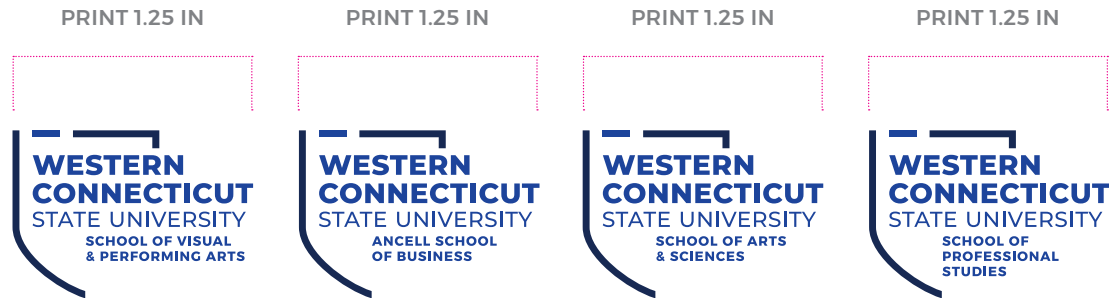 PRINT 1.25 IN
PRINT 1.25 IN
PRINT 1.25 IN
PRINT 1.25 IN
WESTERN
CONNECTICUT
STATE UNIVERSITY
SCHOOL OF VISUAL
& PERFORMING ARTS
WESTERN
CONNECTICUT
STATE UNIVERSITY
ANCELL SCHOOL
OF BUSINESS
WESTERN
CONNECTICUT
STATE UNIVERSITY
SCHOOL OF ARTS
& SCIENCES
WESTERN
CONNECTICUT
STATE UNIVERSITY
SCHOOL OF
PROFESSIONAL
STUDIES